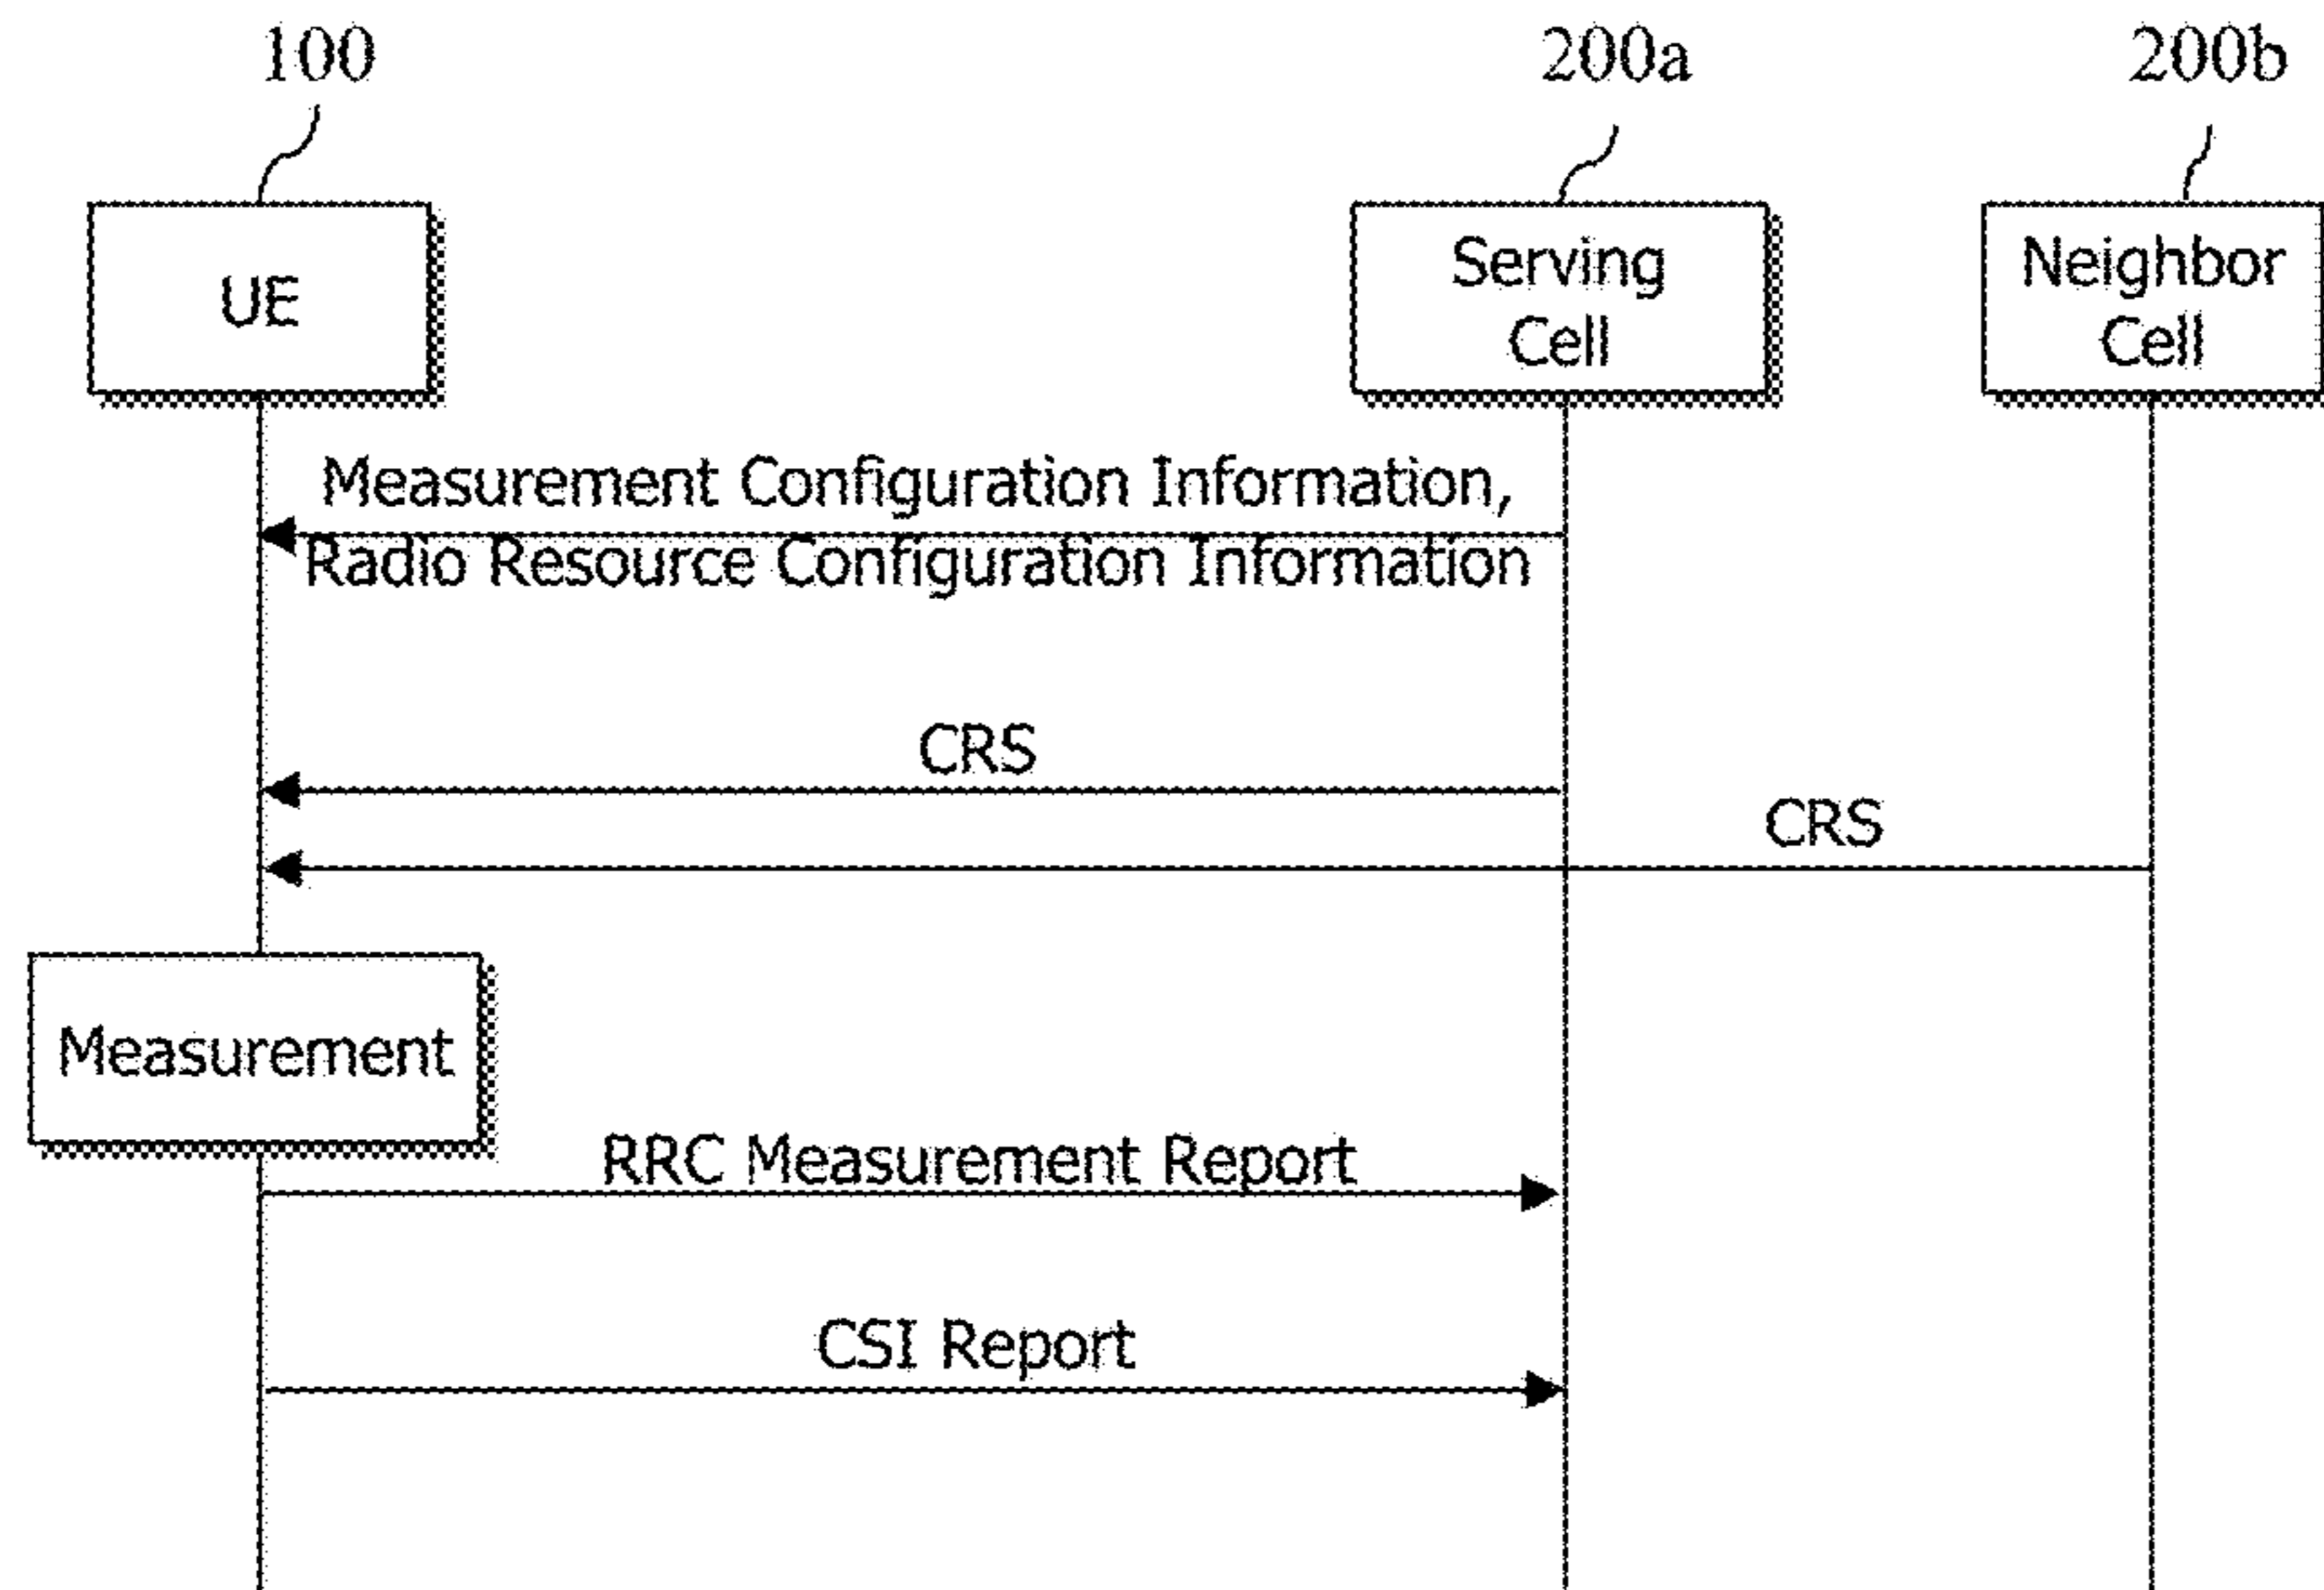 100
200a
200b
UE
Serving
Cell
Neighbor
Cell
Measurement Configuration Information,
Radio Resource Configuration Information
CRS
CRS
Measurement
RRC Measurement Report
CSI Report